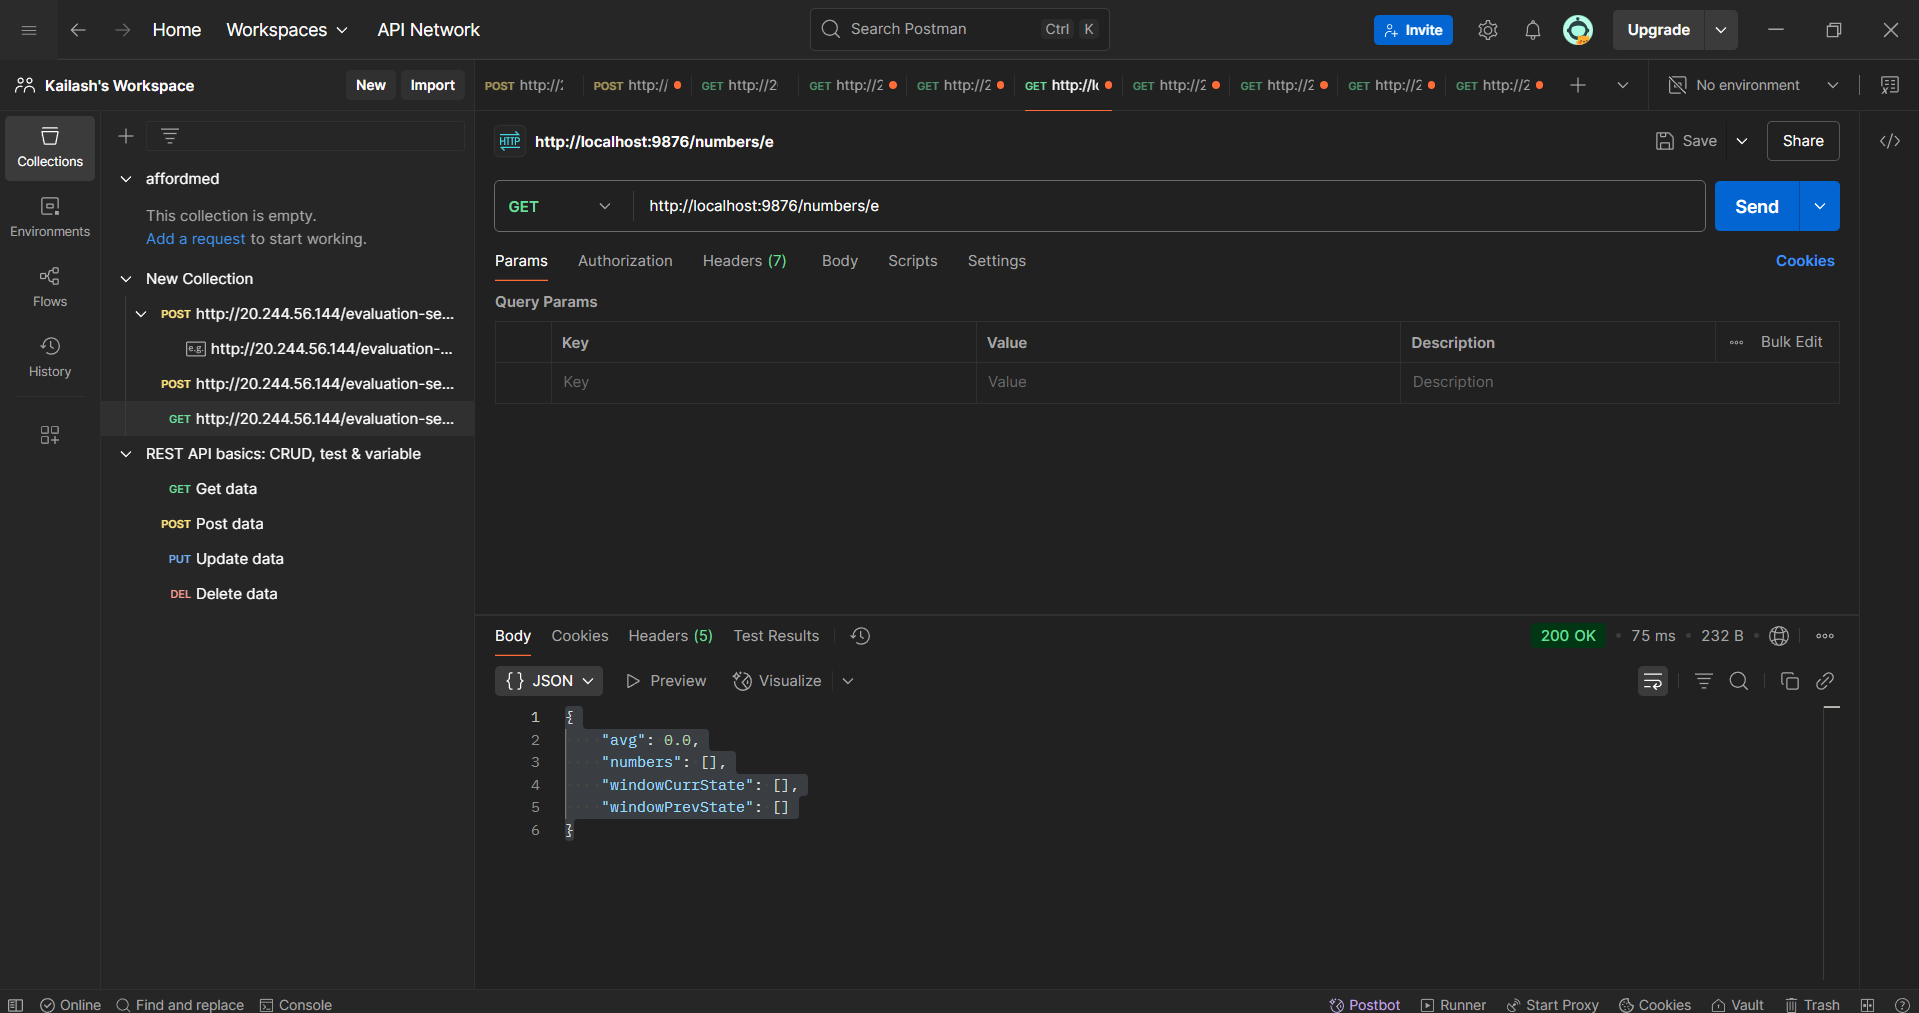 Home Workspaces API Network Search Postman Ctrl K Invite Upgrade
Kailash's Workspace New Import
POST http://2 POST http:// GET http://2 GET http://2 GET http://2 GET http://l GET http://2 GET http://2 GET http://2 GET http://2 No environment
Collections
Environments
Flows
History
affordmed
This collection is empty.
Add a request to start working.
New Collection
POST http://20.244.56.144/evaluation-se...
e.g. http://20.244.56.144/evaluation-...
POST http://20.244.56.144/evaluation-se...
GET http://20.244.56.144/evaluation-se...
REST API basics: CRUD, test & variable
GET Get data
POST Post data
PUT Update data
DEL Delete data
HTTP http://localhost:9876/numbers/e Save Share
GET http://localhost:9876/numbers/e Send
Params Authorization Headers (7) Body Scripts Settings Cookies
Query Params
Key Value Description Bulk Edit
Key Value Description
Body Cookies Headers (5) Test Results 200 OK 75 ms 232 B
{} JSON Preview Visualize
1 {
2 "avg": 0.0,
3 "numbers": [],
4 "windowCurrState": [],
5 "windowPrevState": []
6 }
Online Find and replace Console Postbot Runner Start Proxy Cookies Vault Trash